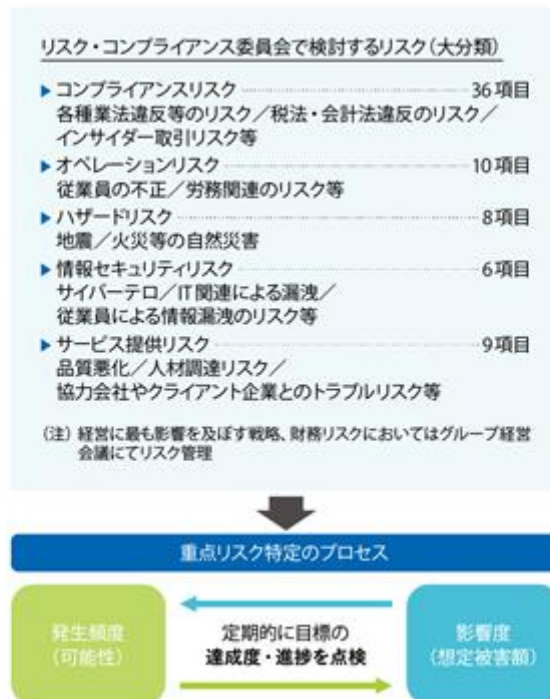 リスク・コンプライアンス委員会で検討するリスク(大分類)
▶ コンプライアンスリスク 36項目
各種業法違反等のリスク/税法・会計法違反のリスク/
インサイダー取引リスク等
▶ オペレーションリスク 10項目
従業員の不正/労務関連のリスク等
▶ ハザードリスク 8項目
地震/火災等の自然災害
▶ 情報セキュリティリスク 6項目
サイバーテロ/IT関連による漏洩/
従業員による情報漏洩のリスク等
▶ サービス提供リスク 9項目
品質悪化/人材調達リスク/
協力会社やクライアント企業とのトラブルリスク等
(注) 経営に最も影響を及ぼす戦略、財務リスクにおいてはグループ経営
会議にてリスク管理
重点リスク特定のプロセス
発生頻度
(可能性)
定期的に目標の
達成度・進捗を点検
影響度
(想定被害額)